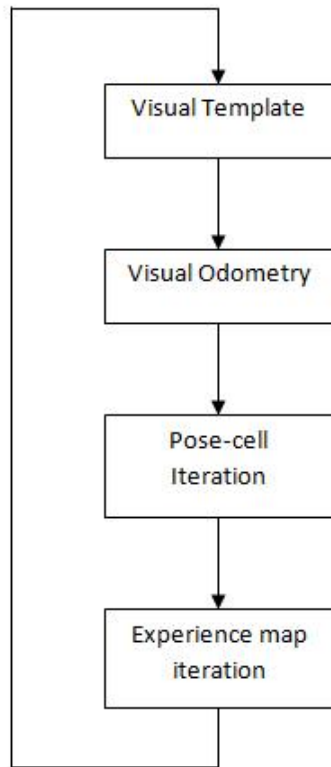 Visual Template
Visual Odometry
Pose-cell
Iteration
Experience map
iteration